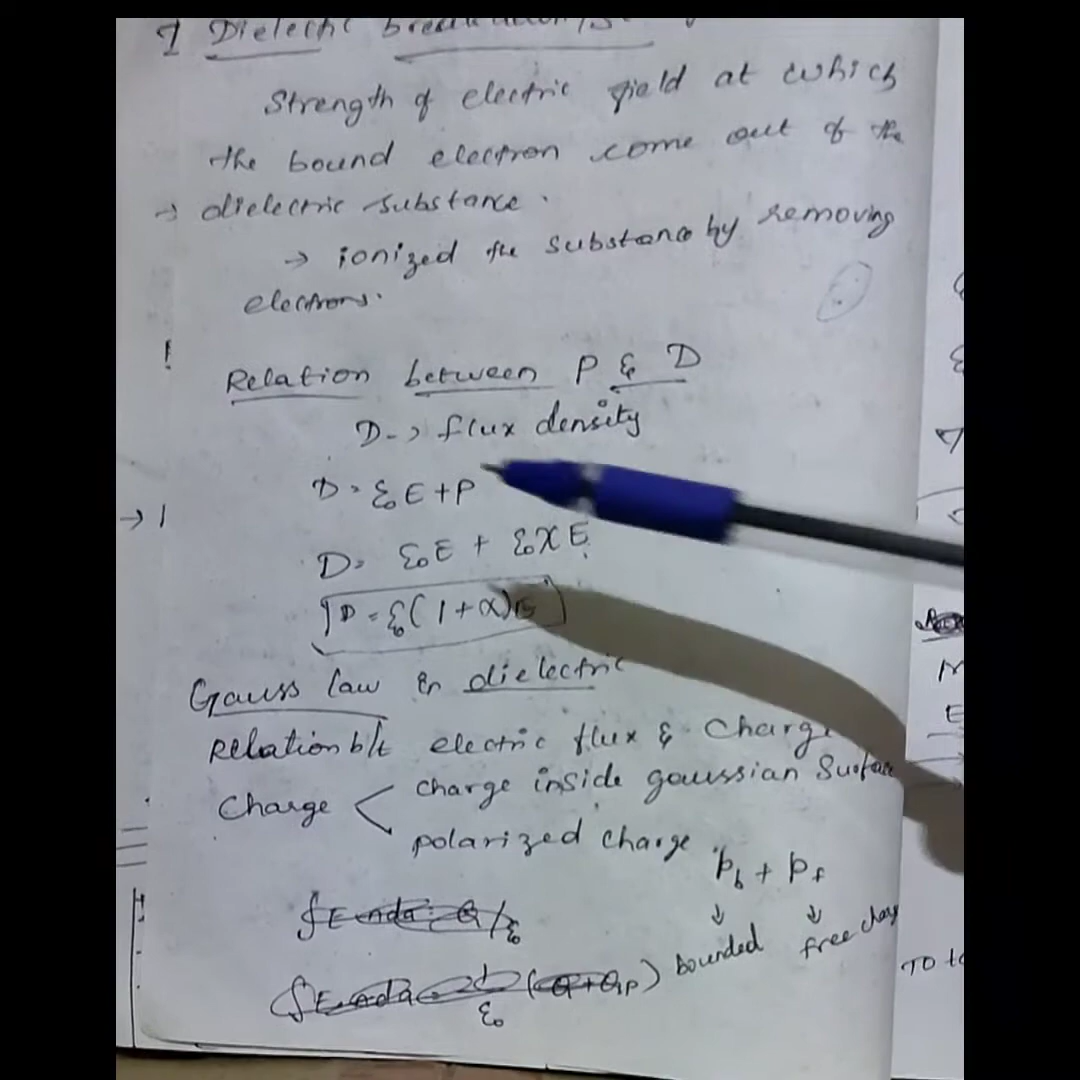 Dielectric
Strength of electric field at which
the bound electron come out of the
→ dielectric substance.
→ ionized the substance by removing
electrons.
Relation between P & D
D → flux density
D = ε₀E + P
→ 1
D = ε₀E + ε₀χE
D = ε₀(1+α)E
Gauss law in dielectric
Relation b/t electric flux & Charge
Charge < charge inside gaussian Surface
polarized charge
ρb + ρf
↓ ↓
bounded free charge
TO